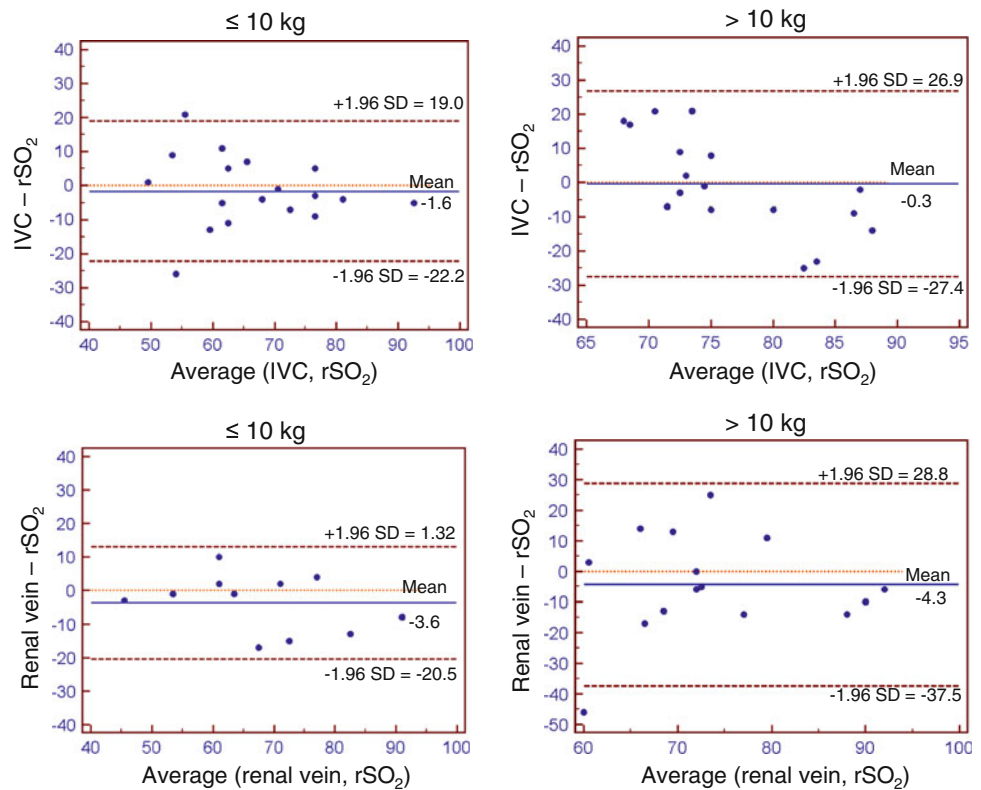 ≤ 10 kg
40
30
20
10
0
-10
-20
-30
-40
IVC – rSO₂
+1.96 SD = 19.0
Mean
-1.6
-1.96 SD = -22.2
40 50 60 70 80 90 100
Average (IVC, rSO₂)
> 10 kg
40
30
20
10
0
-10
-20
-30
-40
IVC – rSO₂
+1.96 SD = 26.9
Mean
-0.3
-1.96 SD = -27.4
65 70 75 80 85 90 95
Average (IVC, rSO₂)
≤ 10 kg
40
30
20
10
0
-10
-20
-30
-40
Renal vein – rSO₂
+1.96 SD = 1.32
Mean
-3.6
-1.96 SD = -20.5
40 50 60 70 80 90 100
Average (renal vein, rSO₂)
> 10 kg
40
30
20
10
0
-10
-20
-30
-40
-50
Renal vein – rSO₂
+1.96 SD = 28.8
Mean
-4.3
-1.96 SD = -37.5
60 70 80 90 100
Average (renal vein, rSO₂)